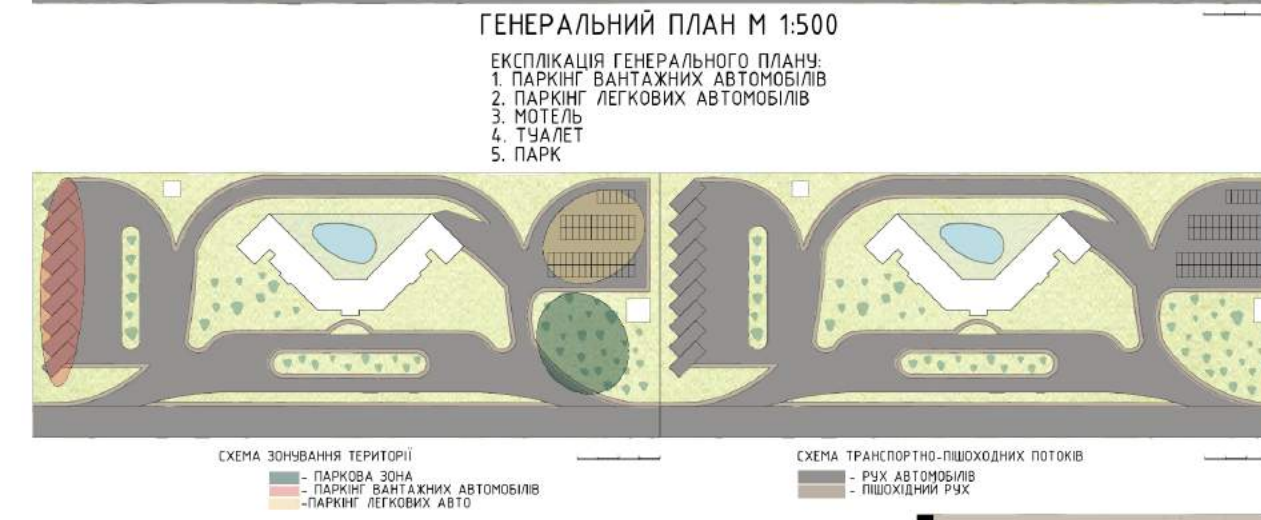 ГЕНЕРАЛЬНИЙ ПЛАН М 1:500
ЕКСПЛІКАЦІЯ ГЕНЕРАЛЬНОГО ПЛАНУ:
1. ПАРКІНГ ВАНТАЖНИХ АВТОМОБІЛІВ
2. ПАРКІНГ ЛЕГКОВИХ АВТОМОБІЛІВ
3. МОТЕЛЬ
4. ТУАЛЕТ
5. ПАРК
СХЕМА ЗОНУВАННЯ ТЕРИТОРІЇ
- ПАРКОВА ЗОНА
- ПАРКІНГ ВАНТАЖНИХ АВТОМОБІЛІВ
-ПАРКІНГ ЛЕГКОВИХ АВТО
СХЕМА ТРАНСПОРТНО-ПІШОХОДНИХ ПОТОКІВ
- РУХ АВТОМОБІЛІВ
- ПІШОХІДНИЙ РУХ